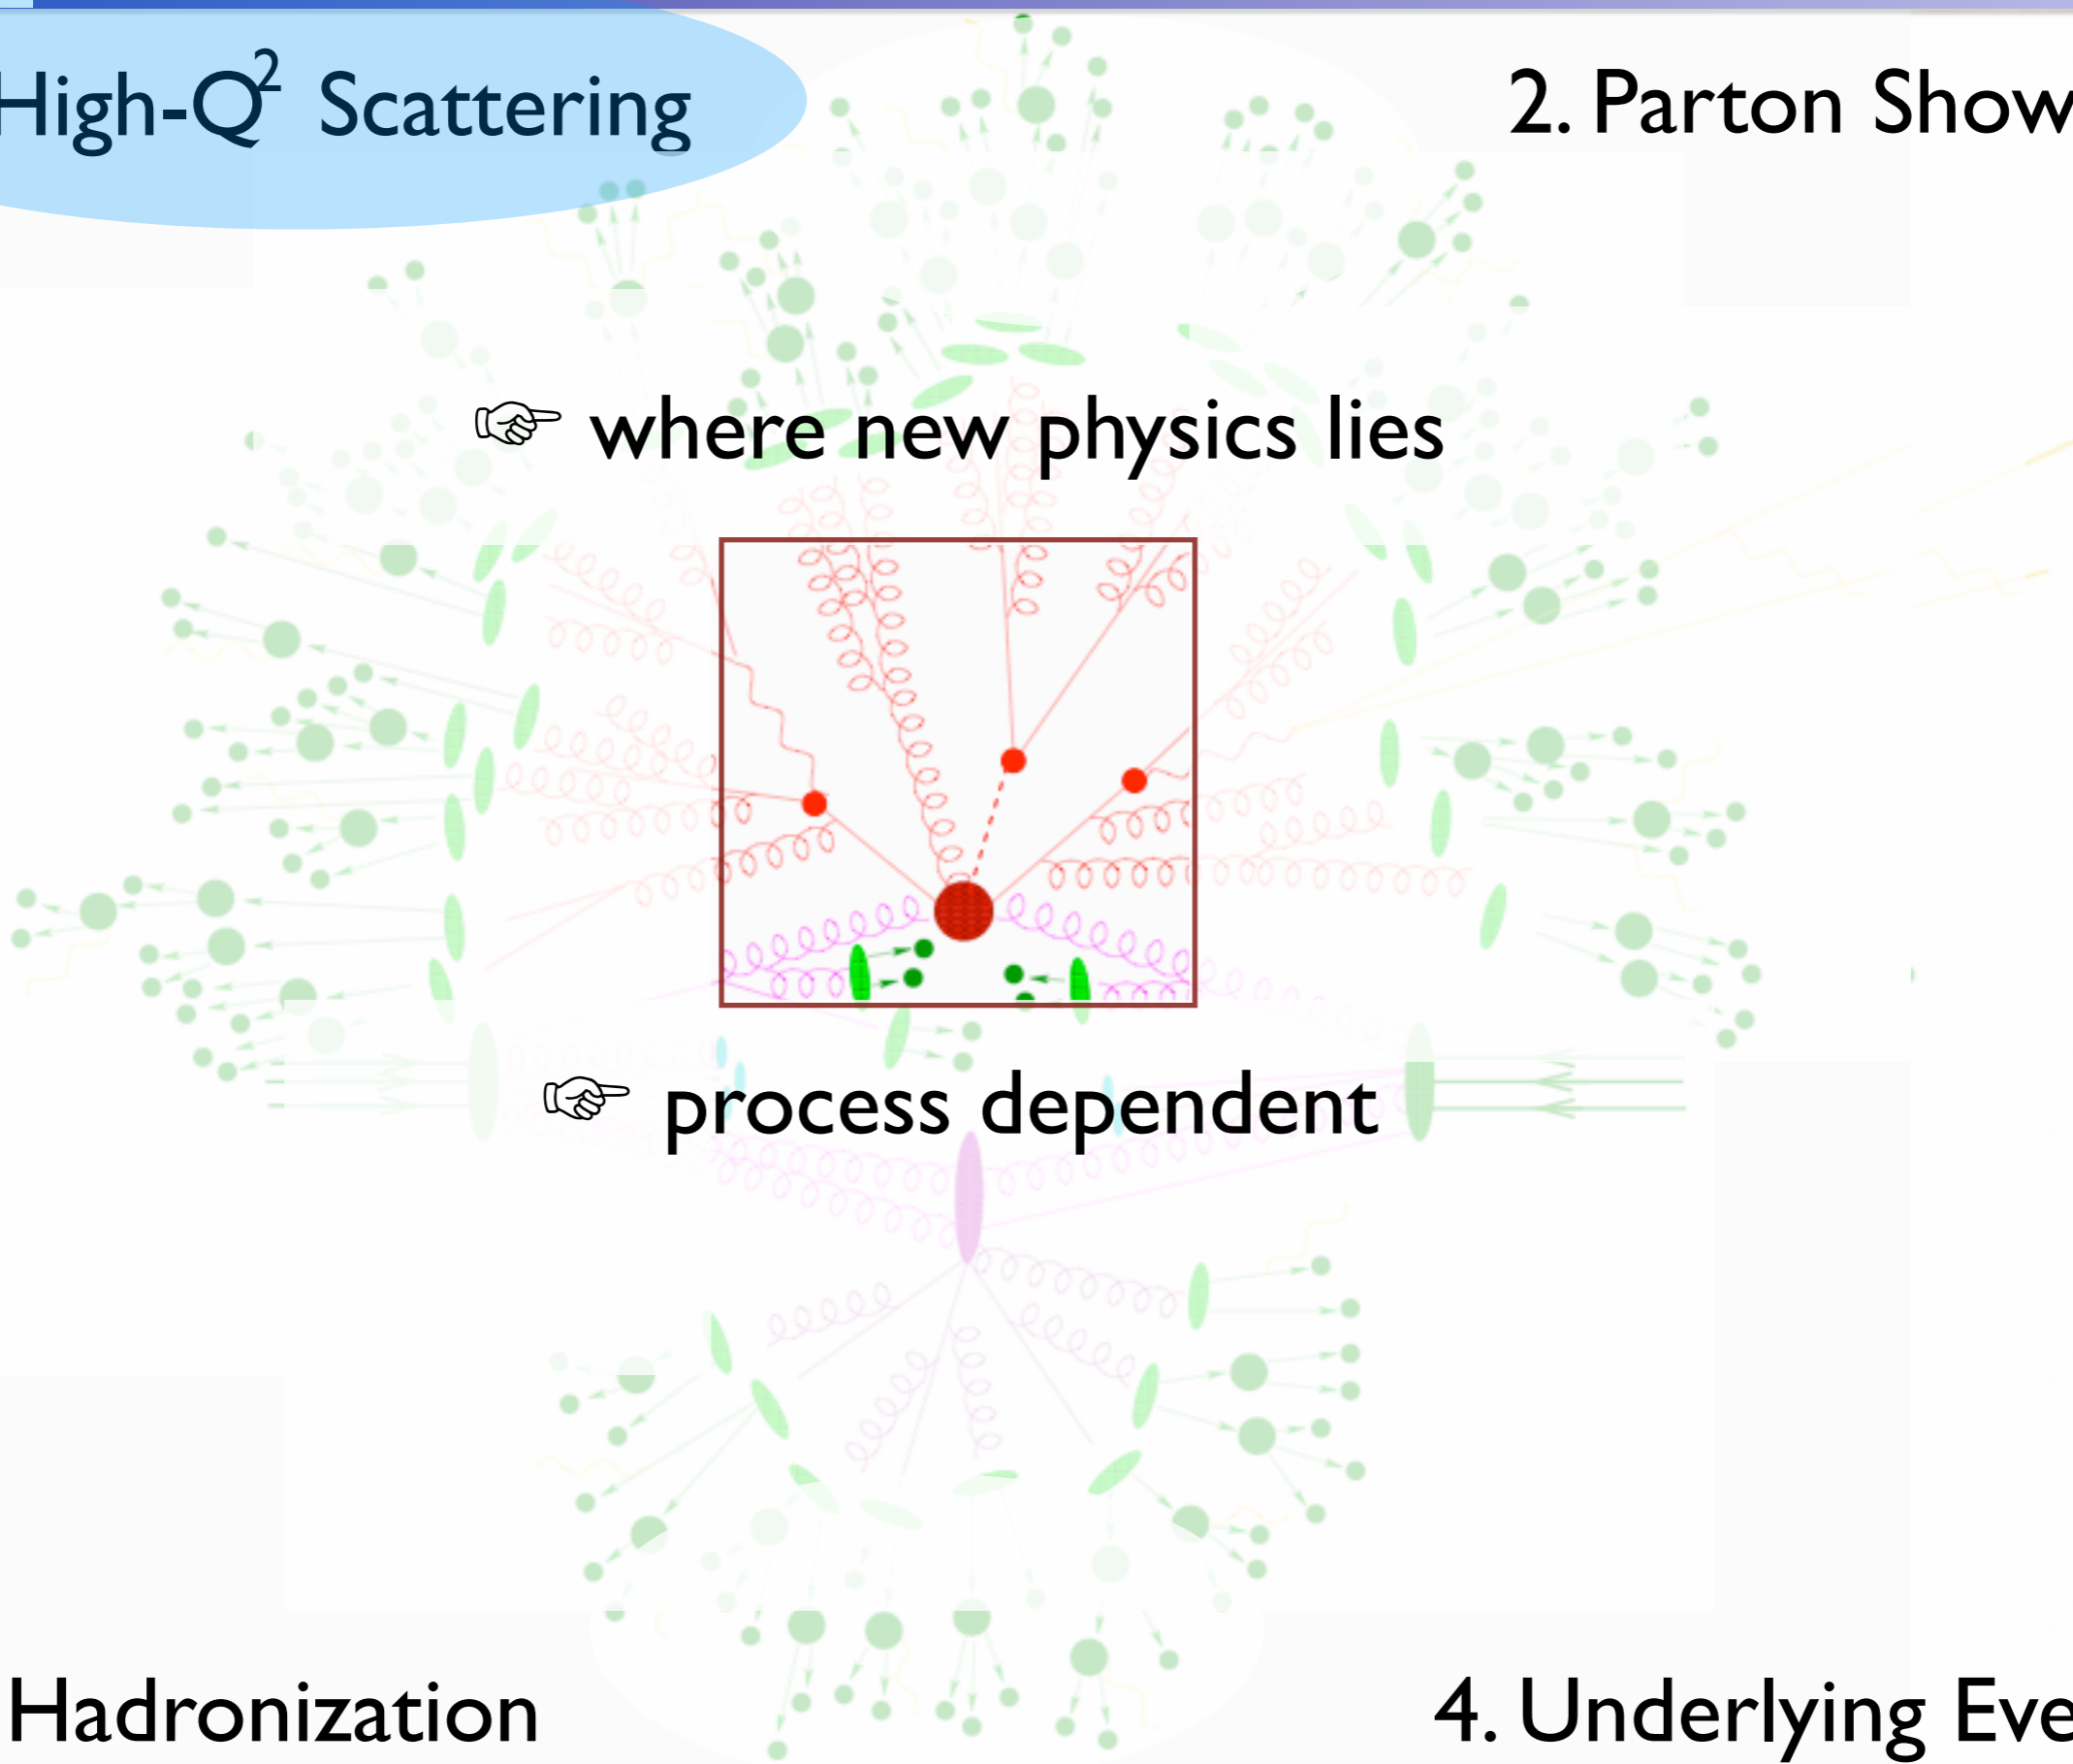 High-Q² Scattering
2. Parton Show
☞ where new physics lies
☞ process dependent
Hadronization
4. Underlying Eve